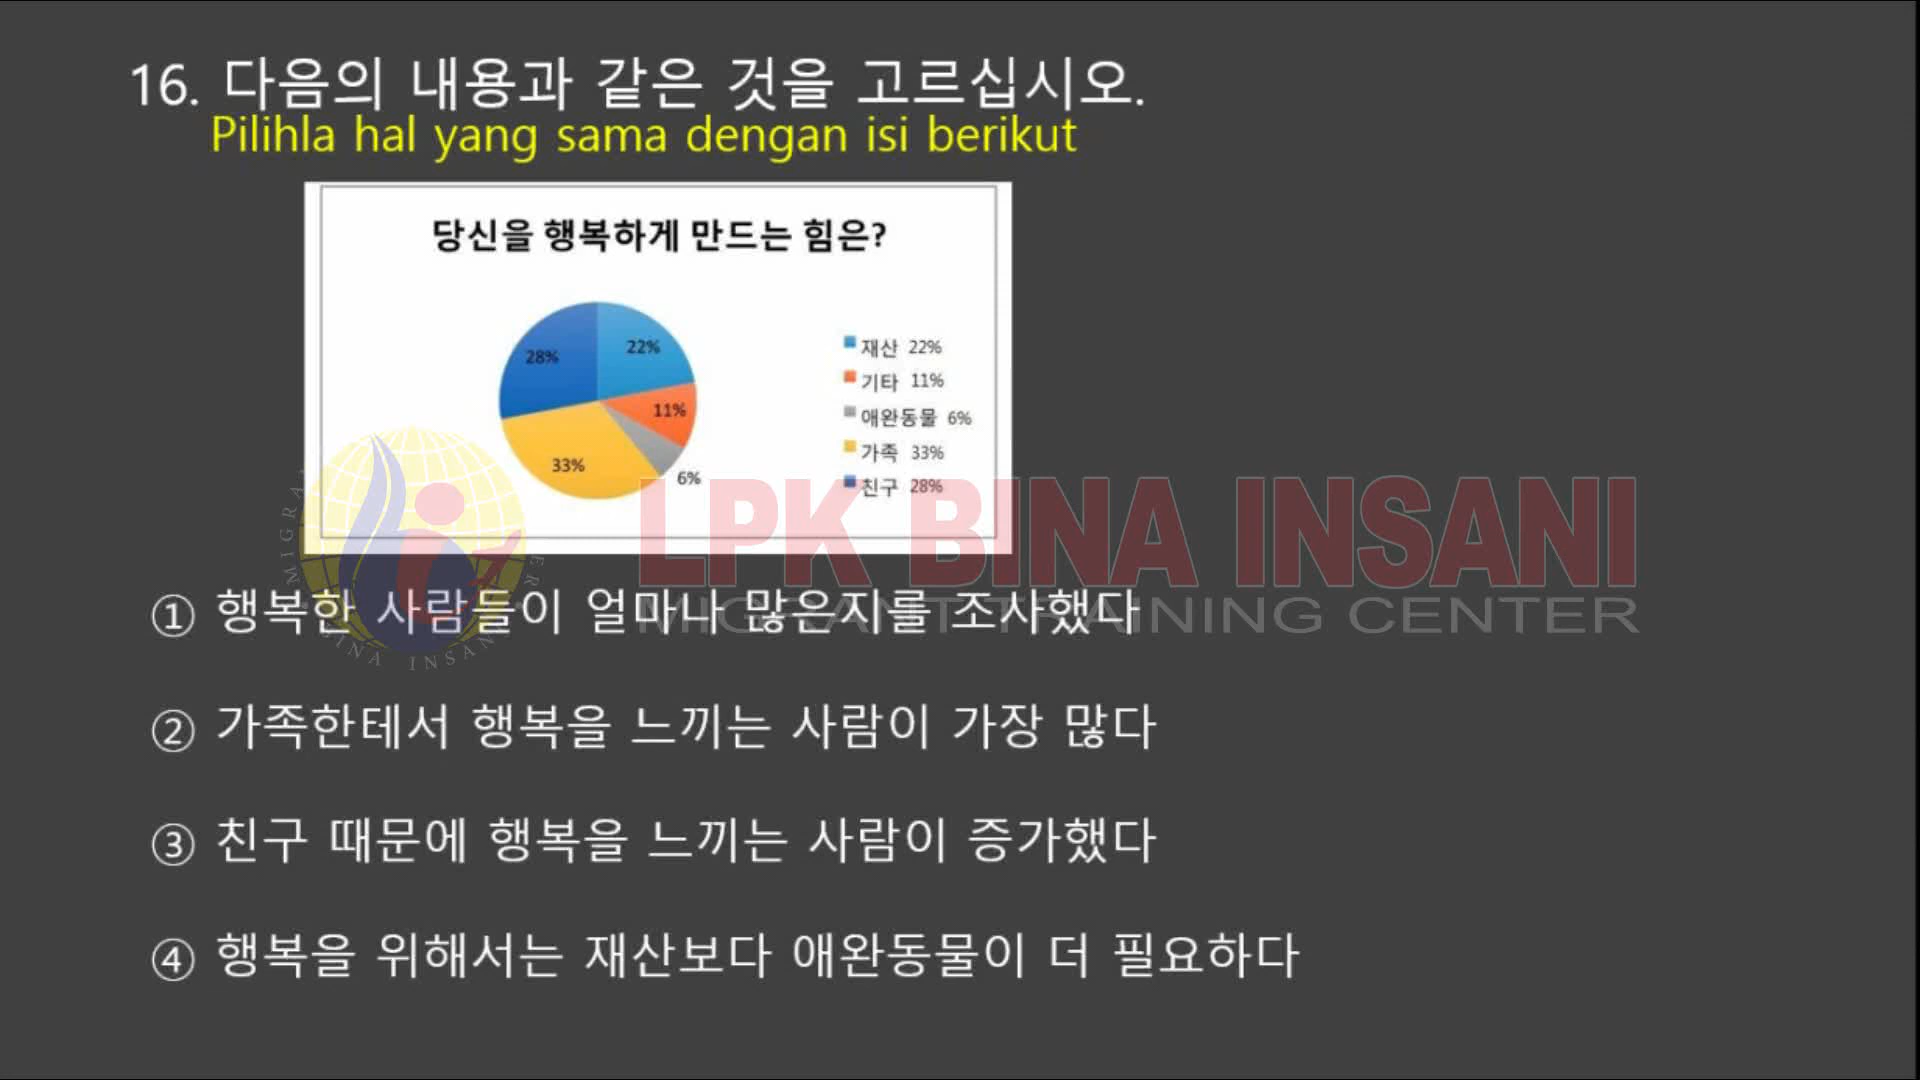 16. 다음의 내용과 같은 것을 고르십시오.
Pilihla hal yang sama dengan isi berikut
당신을 행복하게 만드는 힘은?
28%
22%
11%
33%
6%
재산 22%
기타 11%
애완동물 6%
가족 33%
친구 28%
LPK BINA INSANI
MIGRANT TRAINING CENTER
BINA INSANI
① 행복한 사람들이 얼마나 많은지를 조사했다
② 가족한테서 행복을 느끼는 사람이 가장 많다
③ 친구 때문에 행복을 느끼는 사람이 증가했다
④ 행복을 위해서는 재산보다 애완동물이 더 필요하다